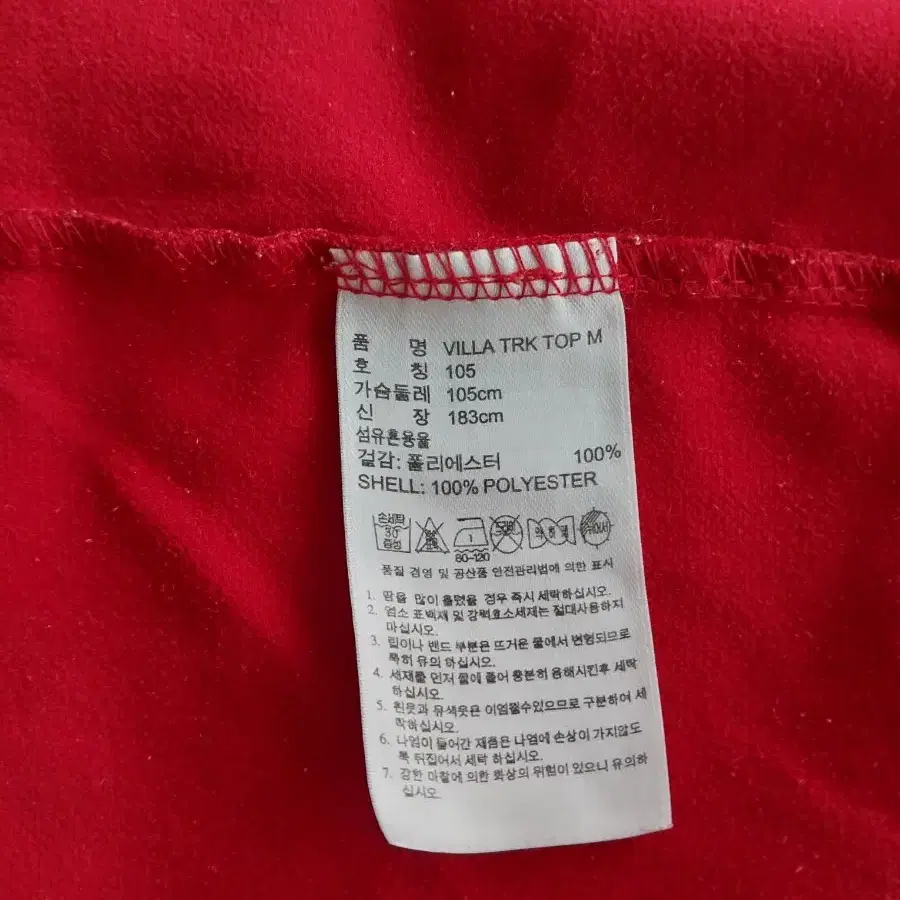 품 명 VILLA TRK TOP M
호 칭 105
가슴둘레 105cm
신 장 183cm
섬유혼용율
겉감: 폴리에스터 100%
SHELL: 100% POLYESTER
손세탁 30 중성 80-120 드라이 약하게
품질 경영 및 공산품 안전관리법에 의한 표시
1. 땀을 많이 흘렸을 경우 즉시 세탁하십시오.
2. 염소 표백재 및 강력효소세재는 절대사용하지
마십시오.
3. 립이나 밴드 부분은 뜨거운 물에서 변형되므로
특히 유의 하십시오.
4. 세재를 먼저 물에 풀어 충분히 용해시킨후 세탁
하십시오.
5. 흰옷과 유색옷은 이염될수있으므로 구분하여 세
탁하십시오.
6. 나염이 들어간 제품은 나염에 손상이 가지않도
록 뒤집어서 세탁 하십시오.
7. 강한 마찰에 의한 화상의 위험이 있으니 유의하
십시오.